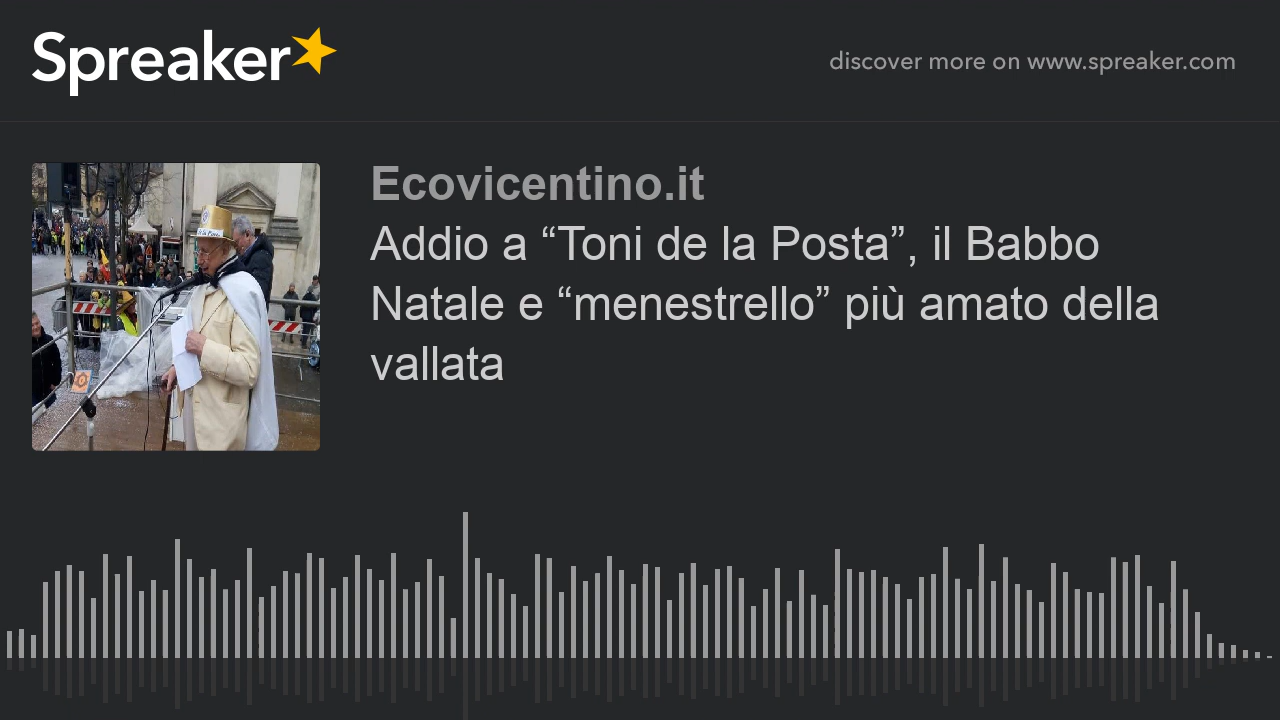 Spreaker
discover more on www.spreaker.com
Ecovicentino.it
Addio a “Toni de la Posta”, il Babbo
Natale e “menestrello” più amato della
vallata